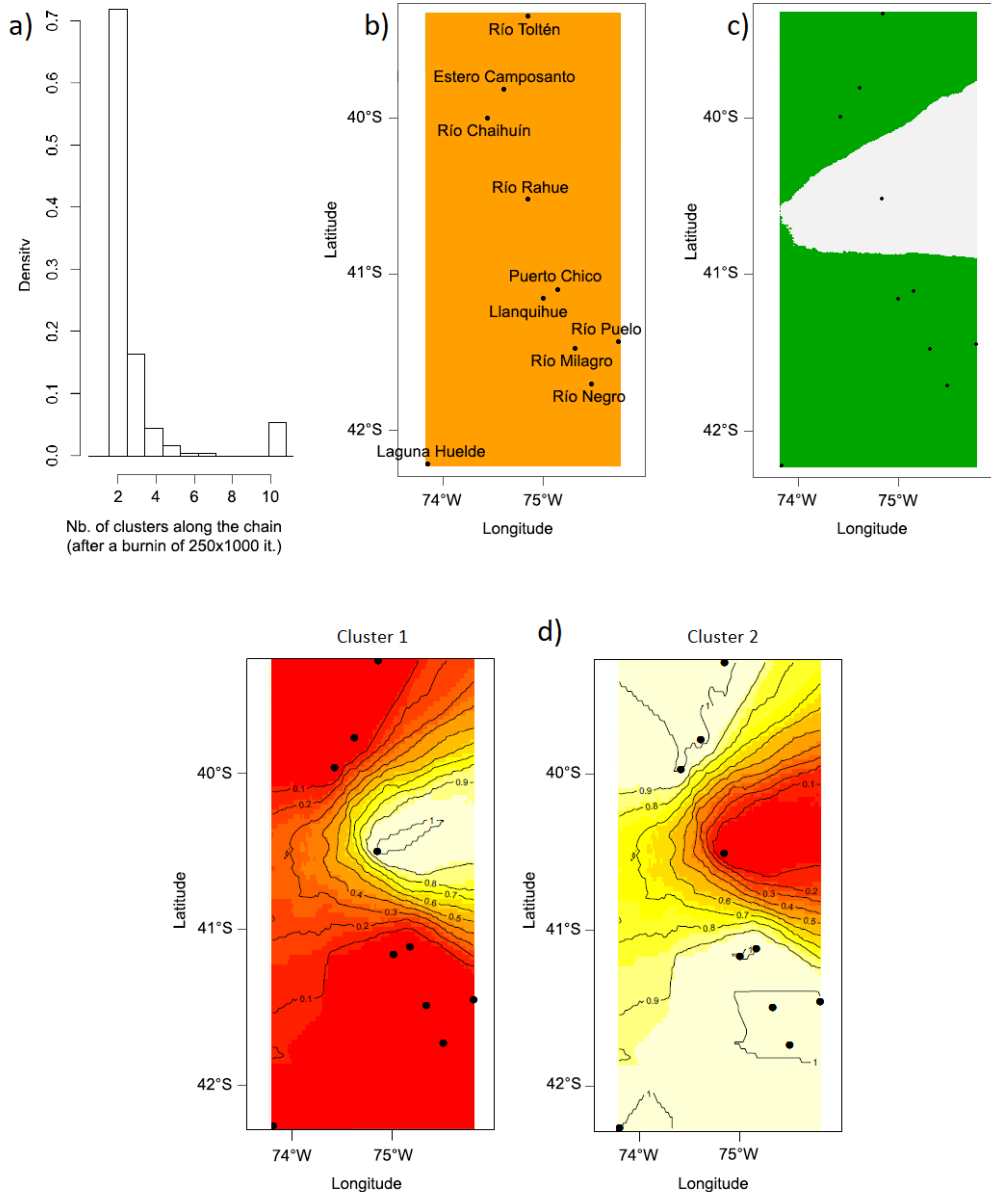 a)
0.7
0.6
0.5
0.4
0.3
0.2
0.1
0.0
Density
2 4 6 8 10
Nb. of clusters along the chain
(after a burnin of 250x1000 it.)
b)
Río Toltén
Estero Camposanto
Río Chaihuín
Río Rahue
Puerto Chico
Llanquihue
Río Puelo
Río Milagro
Río Negro
Laguna Huelde
40°S
41°S
42°S
Latitude
74°W 75°W
Longitude
c)
40°S
41°S
42°S
Latitude
74°W 75°W
Longitude
d)
Cluster 1
40°S
41°S
42°S
Latitude
0.1
0.2
0.9
1
0.4
0.8
0.7
0.6
0.3
0.5
0.2
0.1
74°W 75°W
Longitude
Cluster 2
40°S
41°S
42°S
Latitude
1
0.9
0.8
0.2
0.3
0.4
0.6
0.5
0.7
0.8
1
0.9
1
1
74°W 75°W
Longitude